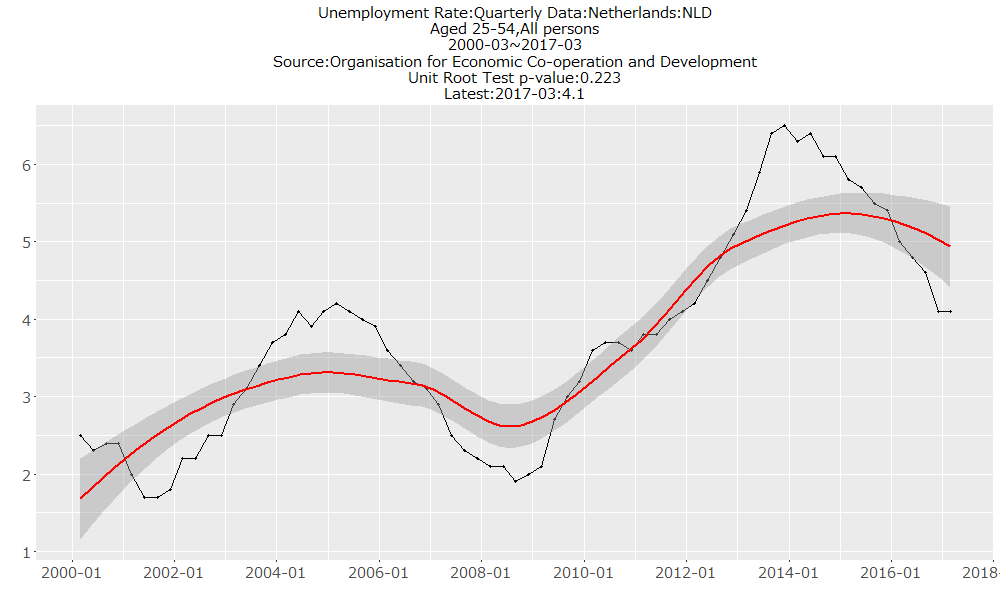 Unemployment Rate:Quarterly Data:Netherlands:NLD
Aged 25-54,All persons
2000-03~2017-03
Source:Organisation for Economic Co-operation and Development
Unit Root Test p-value:0.223
Latest:2017-03:4.1
6
5
4
3
2
1
2000-01 2002-01 2004-01 2006-01 2008-01 2010-01 2012-01 2014-01 2016-01 2018-